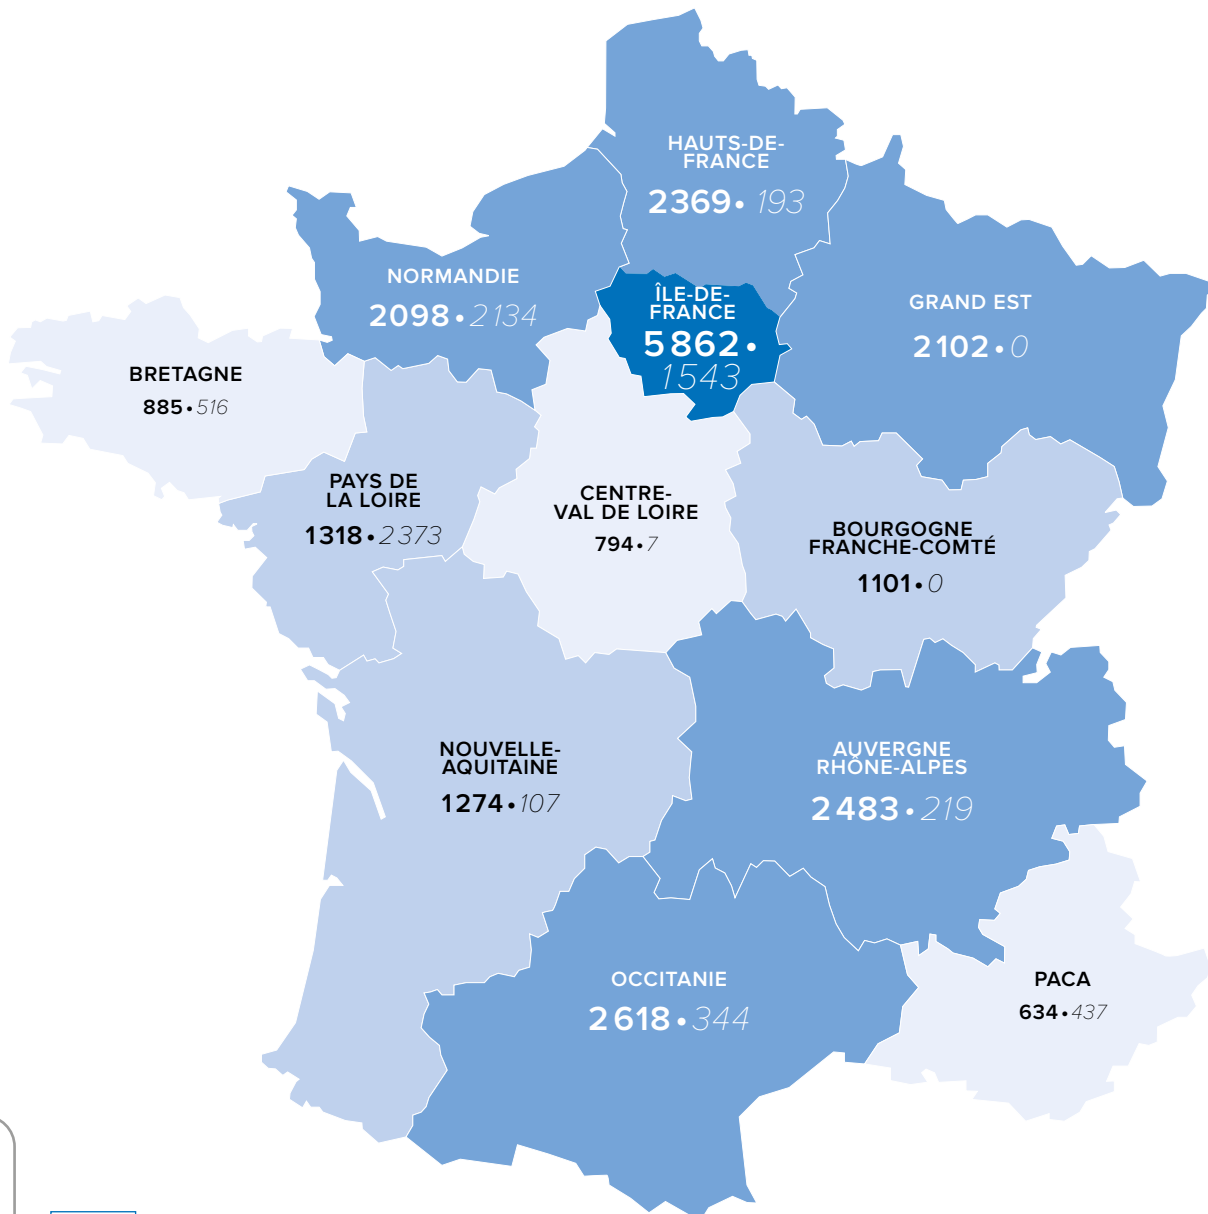 HAUTS-DE-
FRANCE
2369• 193
NORMANDIE
2098•2134
ÎLE-DE-
FRANCE
5862•
1543
GRAND EST
2102•0
BRETAGNE
885•516
PAYS DE
LA LOIRE
1318•2373
CENTRE-
VAL DE LOIRE
794•7
BOURGOGNE
FRANCHE-COMTÉ
1101•0
NOUVELLE-
AQUITAINE
1274•107
AUVERGNE
RHÔNE-ALPES
2483•219
OCCITANIE
2618•344
PACA
634•437